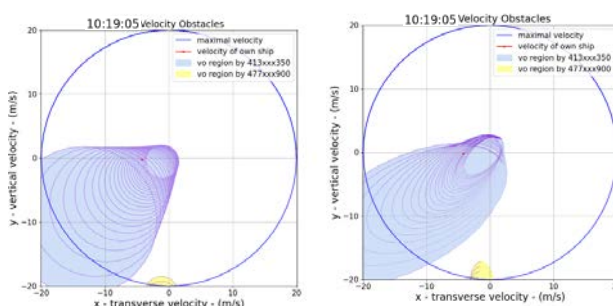 10:19:05 Velocity Obstacles
maximal velocity
velocity of own ship
vo region by 413xxx350
vo region by 477xxx900
y - vertical velocity - (m/s)
20
10
0
−10
−20
−20
−10
0
10
20
x - transverse velocity - (m/s)
10:19:05 Velocity Obstacles
maximal velocity
velocity of own ship
vo region by 413xxx350
vo region by 477xxx900
y - vertical velocity - (m/s)
20
10
0
−10
−20
−20
−10
0
10
20
x - transverse velocity - (m/s)